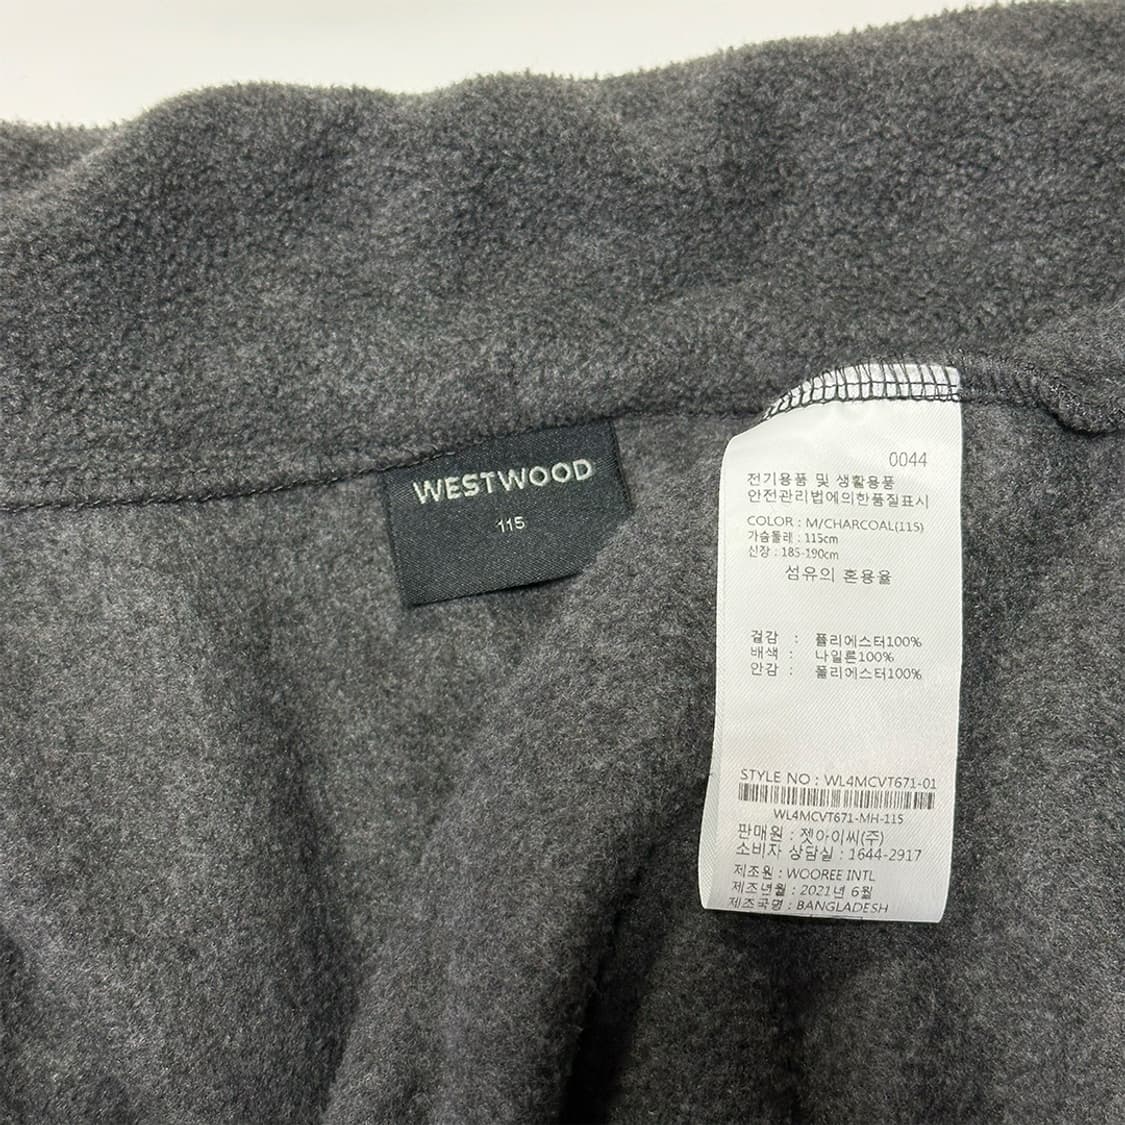 WESTWOOD
115
0044
전기용품 및 생활용품
안전관리법에의한품질표시
COLOR : M/CHARCOAL(115)
가슴둘레 : 115cm
신장 : 185-190cm
섬유의 혼용율
겉감 : 폴리에스터100%
배색 : 나일론100%
안감 : 폴리에스터100%
STYLE NO : WL4MCVT671-01
WL4MCVT671-MH-115
판매원 : 젯아이씨(주)
소비자 상담실 : 1644-2917
제조원 : WOOREE INTL
제조년월 : 2021년 6월
제조국명 : BANGLADESH